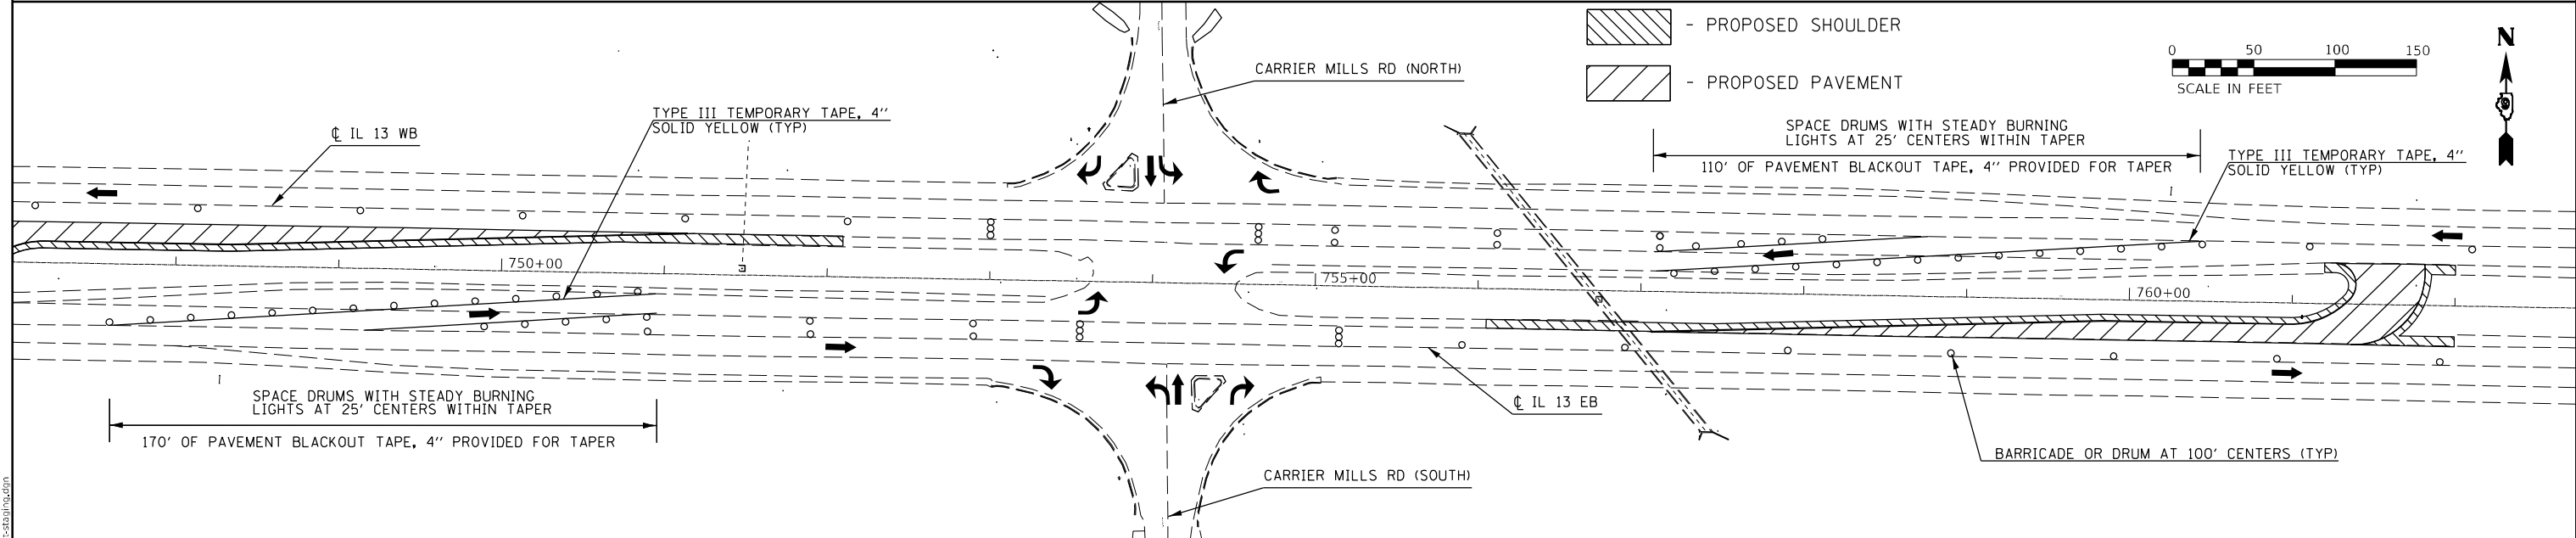 - PROPOSED SHOULDER
- PROPOSED PAVEMENT
0 50 100 150
SCALE IN FEET
N
CARRIER MILLS RD (NORTH)
TYPE III TEMPORARY TAPE, 4"
SOLID YELLOW (TYP)
℄ IL 13 WB
SPACE DRUMS WITH STEADY BURNING
LIGHTS AT 25' CENTERS WITHIN TAPER
110' OF PAVEMENT BLACKOUT TAPE, 4" PROVIDED FOR TAPER
TYPE III TEMPORARY TAPE, 4"
SOLID YELLOW (TYP)
750+00
755+00
760+00
SPACE DRUMS WITH STEADY BURNING
LIGHTS AT 25' CENTERS WITHIN TAPER
170' OF PAVEMENT BLACKOUT TAPE, 4" PROVIDED FOR TAPER
℄ IL 13 EB
BARRICADE OR DRUM AT 100' CENTERS (TYP)
CARRIER MILLS RD (SOUTH)
-staging.dgn